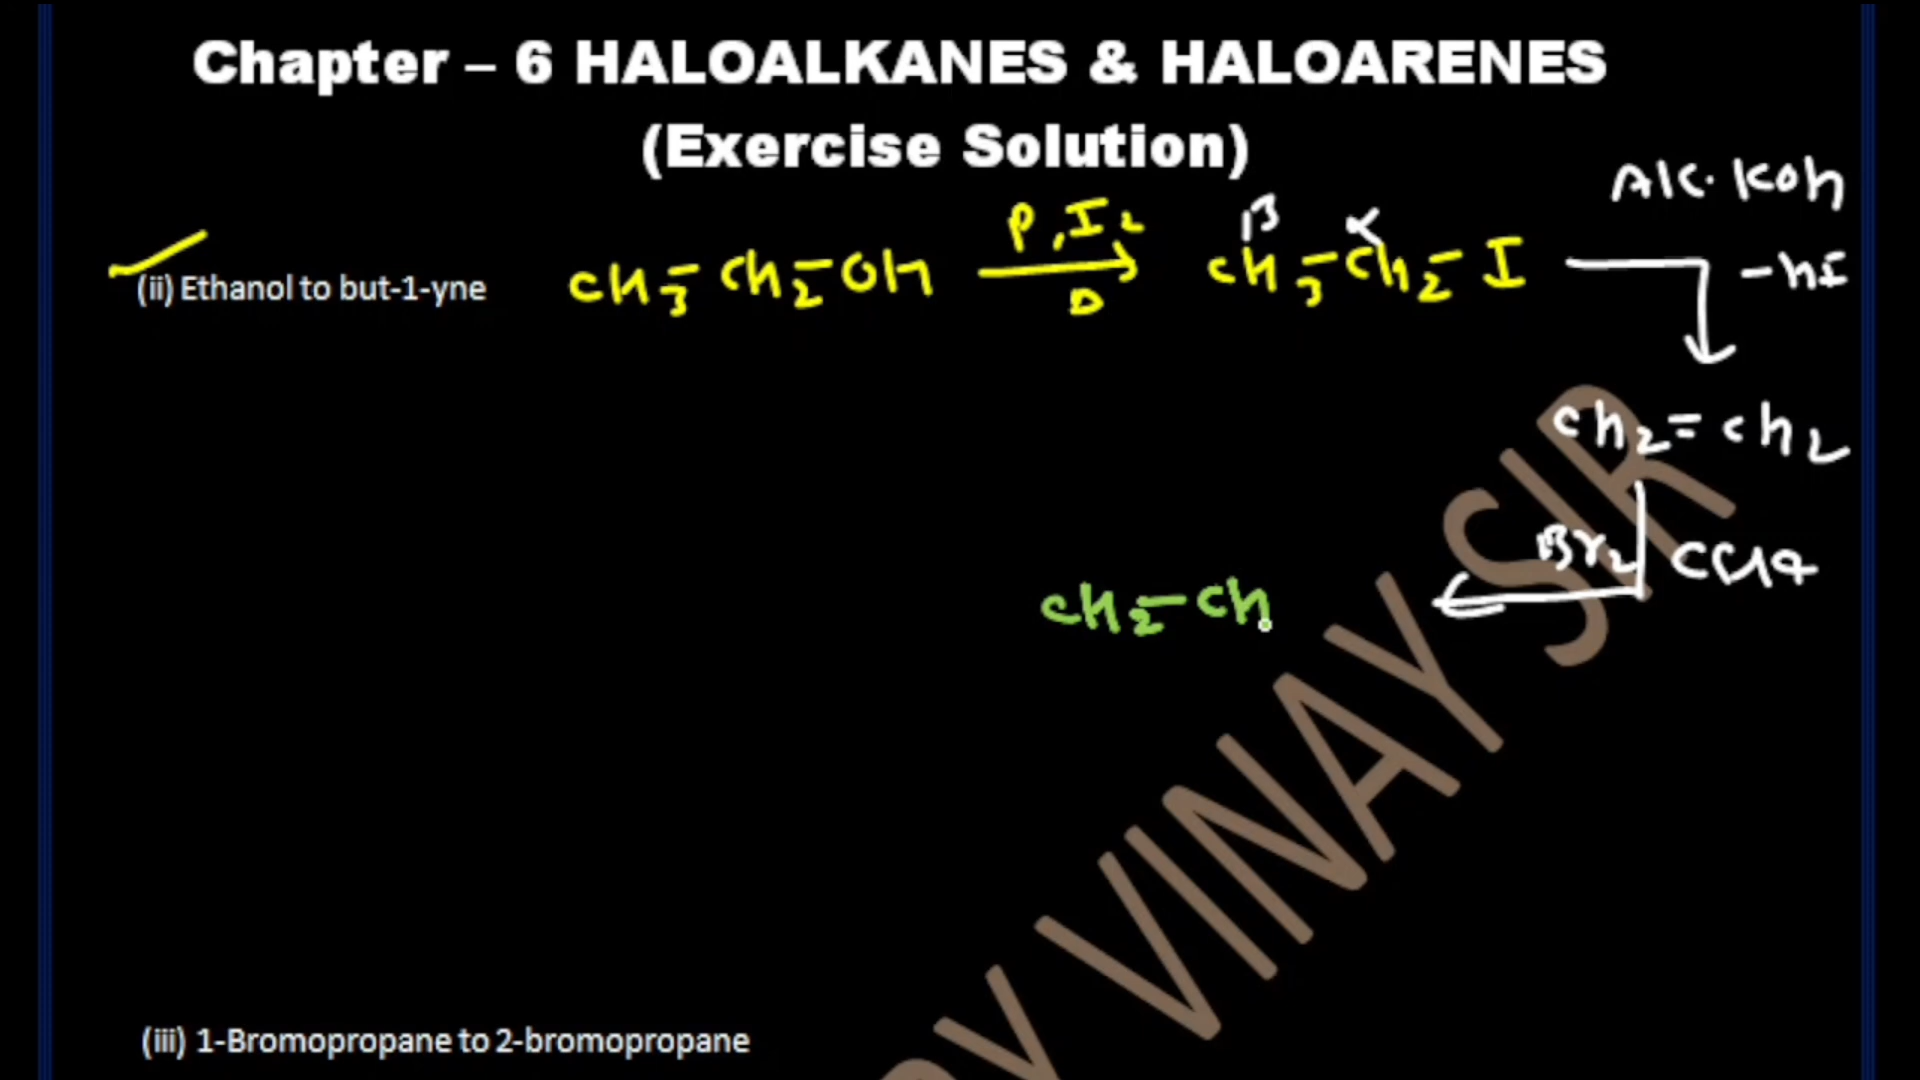 Chapter – 6 HALOALKANES & HALOARENES
(Exercise Solution)
Alc. KOh
P, I2
β α
(ii) Ethanol to but-1-yne CH3-CH2-OH → Ch3-Ch2-I -hI
Δ
Ch2=Ch2
Br2 CCl4
CH2-Ch
BY VINAY SIR
(iii) 1-Bromopropane to 2-bromopropane